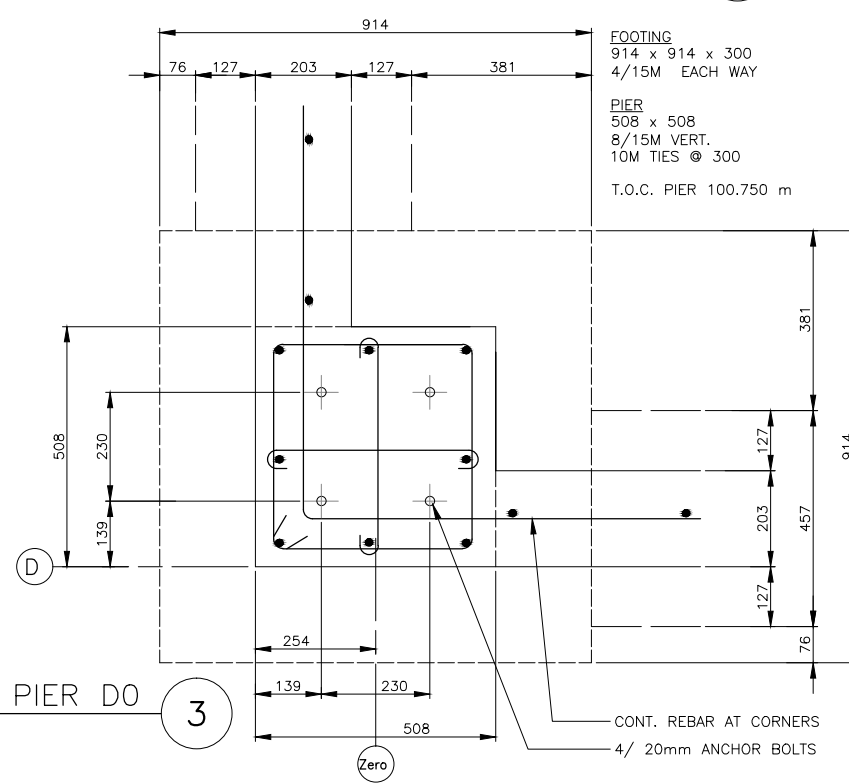 914
76
127
203
127
381
FOOTING
914 x 914 x 300
4/15M EACH WAY
PIER
508 x 508
8/15M VERT.
10M TIES @ 300
T.O.C. PIER 100.750 m
381
508
230
139
127
203
127
457
76
914
D
254
139
230
508
PIER D0
3
Zero
CONT. REBAR AT CORNERS
4/ 20mm ANCHOR BOLTS